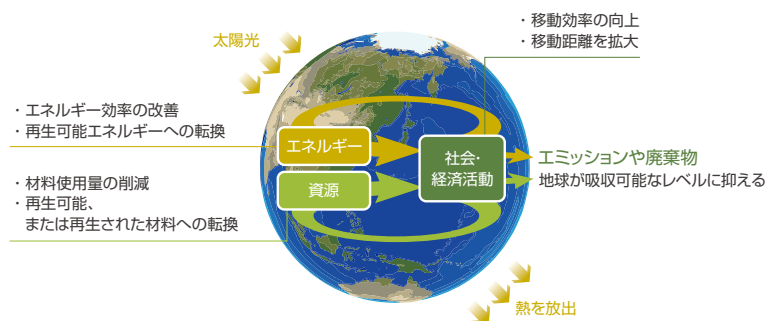 ・移動効率の向上
・移動距離を拡大
太陽光
・エネルギー効率の改善
・再生可能エネルギーへの転換
エネルギー
社会・
経済活動
エミッションや廃棄物
地球が吸収可能なレベルに抑える
・材料使用量の削減
・再生可能、
または再生された材料への転換
資源
熱を放出